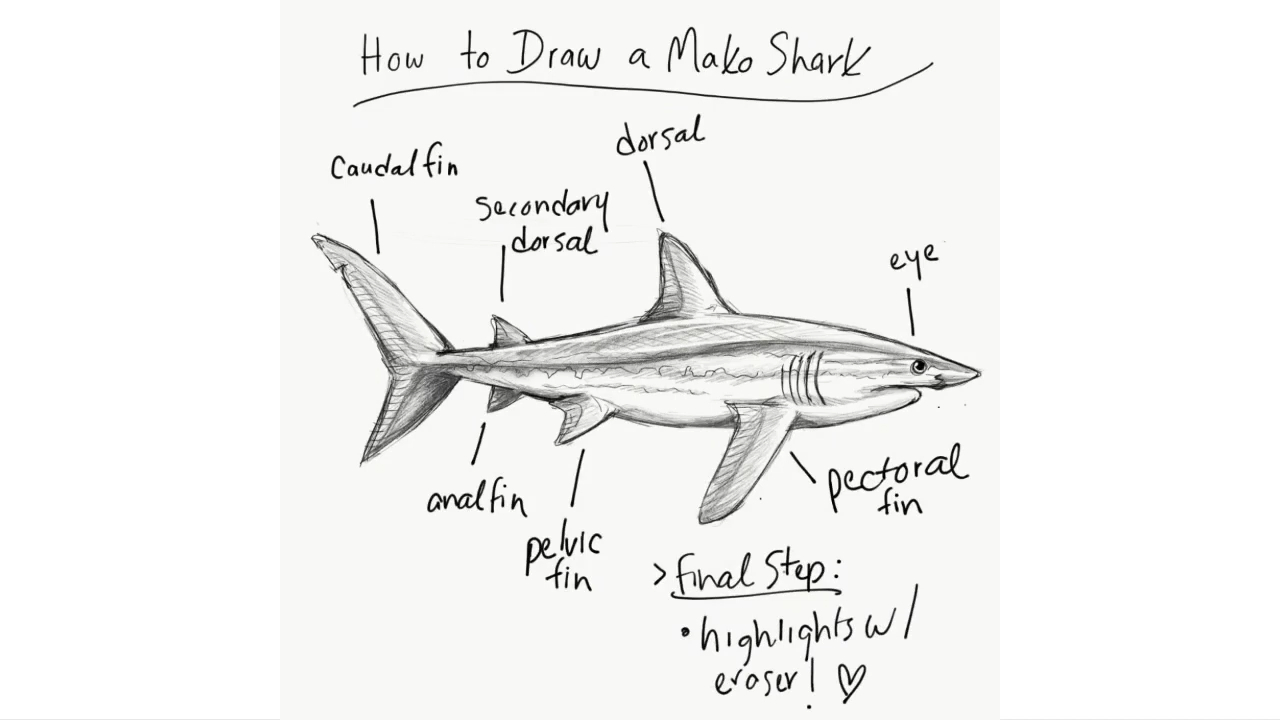 How to Draw a Mako Shark
dorsal
Caudal fin
secondary
dorsal
eye
pectoral
fin
anal fin
pelvic
fin
> final Step:
• highlights w/
eraser! ♡